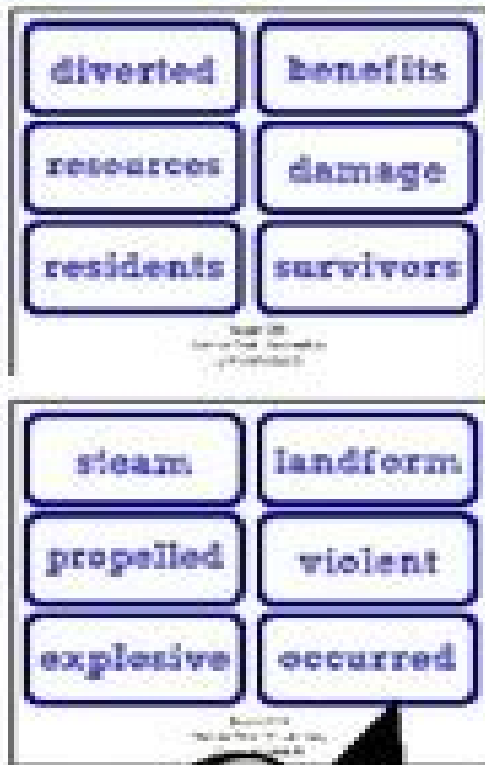 diverted benefits
resources damage
residents survivors
steam landform
propelled violent
explosive occurred